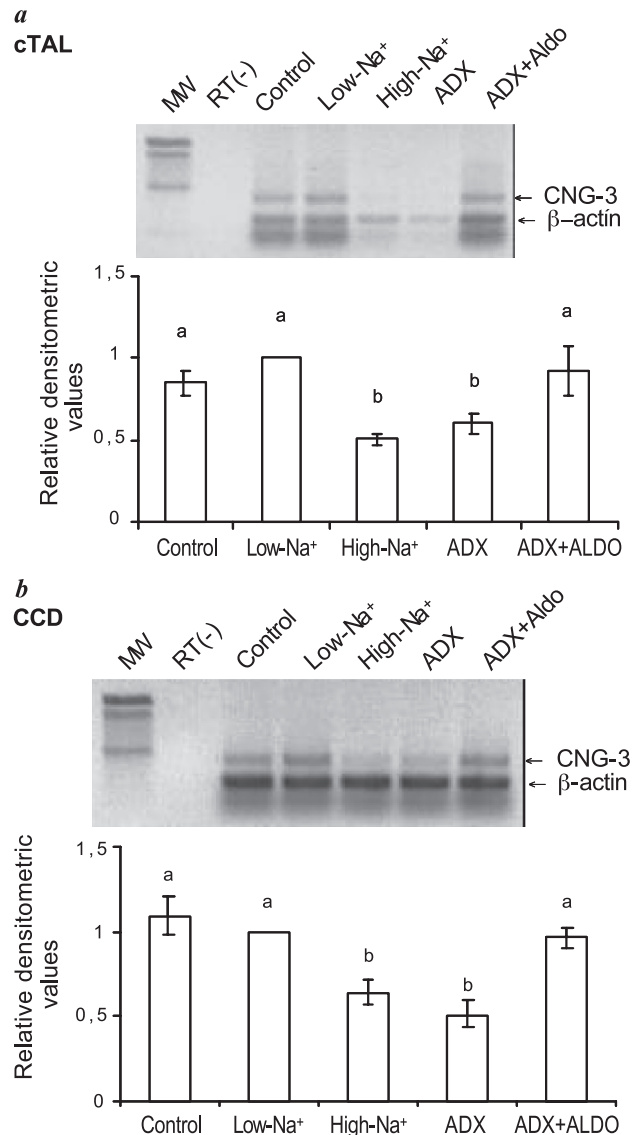 a
cTAL
MW RT(-) Control Low-Na⁺ High-Na⁺ ADX ADX+Aldo
← CNG-3
← β–actín
Relative densitometric
values
1,5
1
0,5
0
a a b b a
Control Low-Na⁺ High-Na⁺ ADX ADX+ALDO
b
CCD
MW RT(-) Control Low-Na⁺ High-Na⁺ ADX ADX+Aldo
← CNG-3
← β-actin
Relative densitometric
values
1,5
1
0,5
0
a a b b a
Control Low-Na⁺ High-Na⁺ ADX ADX+ALDO